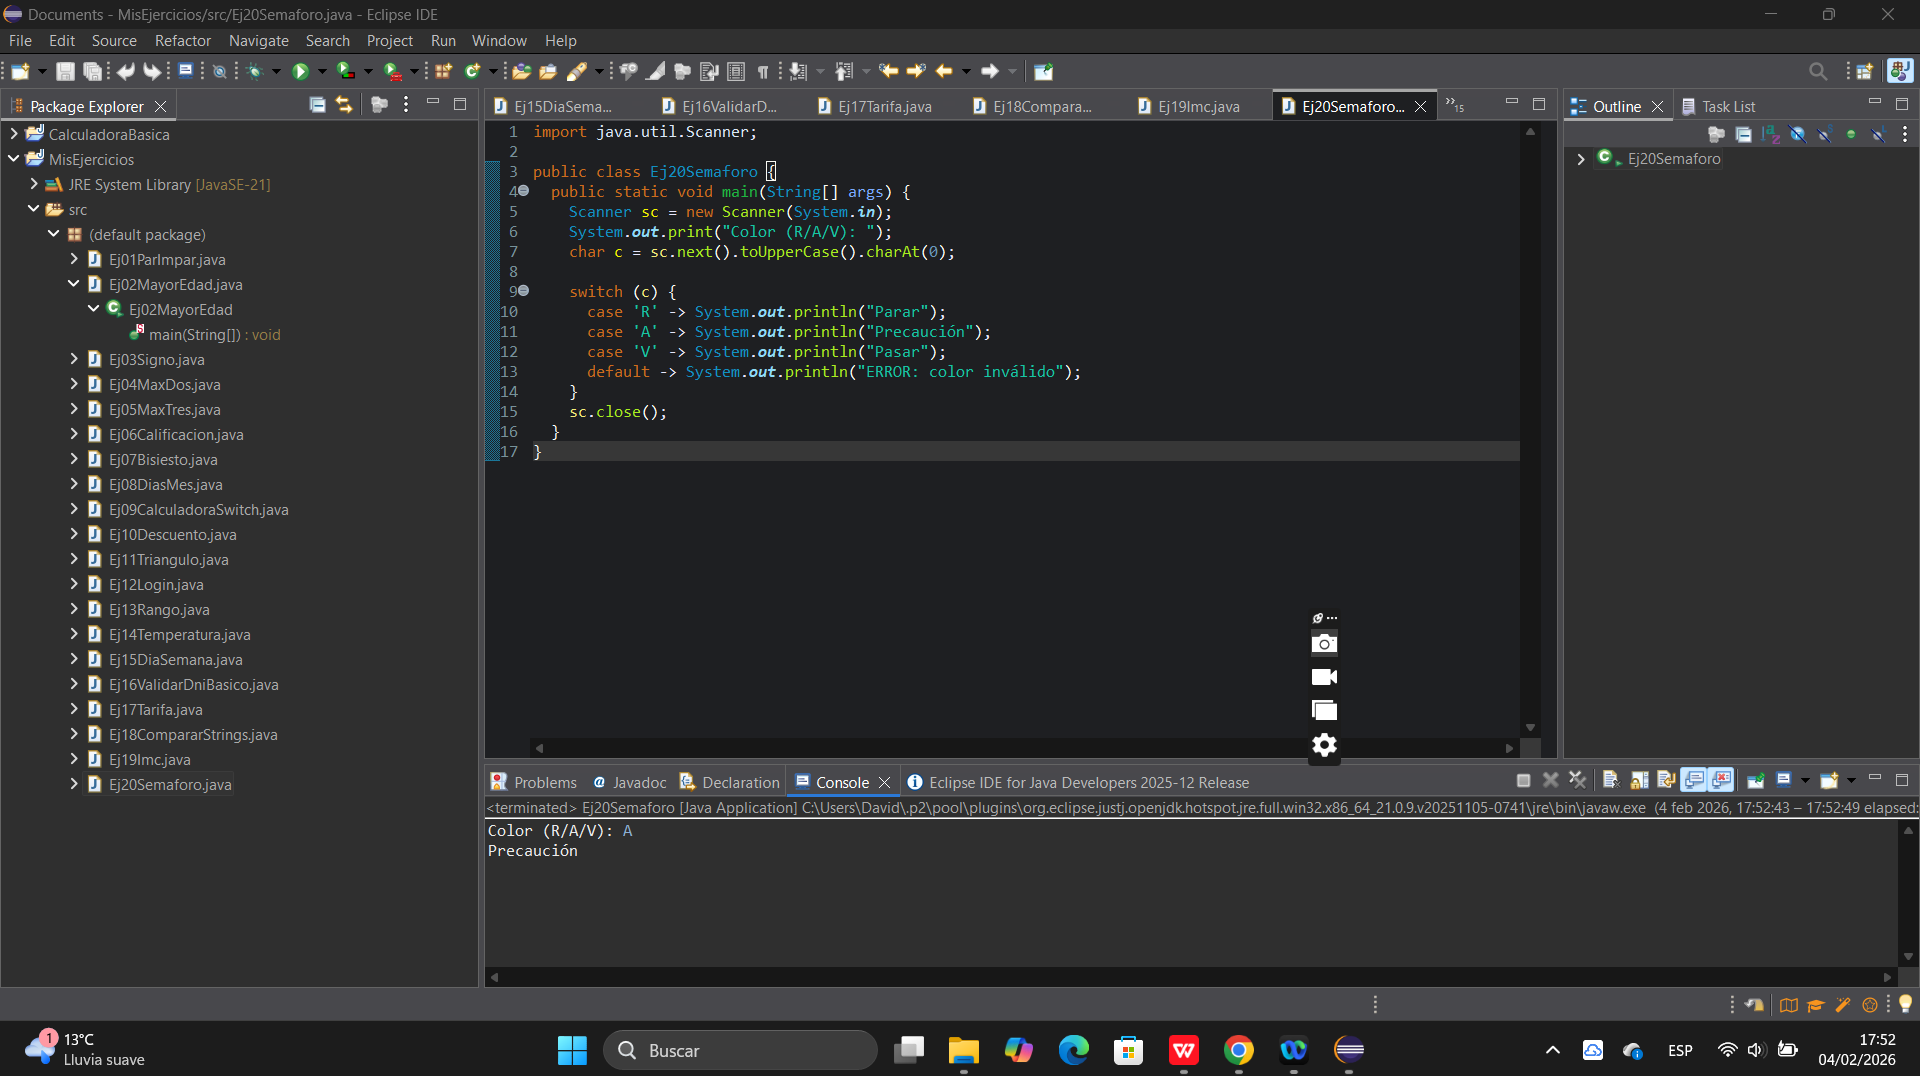 Documents - MisEjercicios/src/Ej20Semaforo.java - Eclipse IDE
File Edit Source Refactor Navigate Search Project Run Window Help
Package Explorer
CalculadoraBasica
MisEjercicios
JRE System Library [JavaSE-21]
src
(default package)
Ej01ParImpar.java
Ej02MayorEdad.java
Ej02MayorEdad
main(String[]) : void
Ej03Signo.java
Ej04MaxDos.java
Ej05MaxTres.java
Ej06Calificacion.java
Ej07Bisiesto.java
Ej08DiasMes.java
Ej09CalculadoraSwitch.java
Ej10Descuento.java
Ej11Triangulo.java
Ej12Login.java
Ej13Rango.java
Ej14Temperatura.java
Ej15DiaSemana.java
Ej16ValidarDniBasico.java
Ej17Tarifa.java
Ej18CompararStrings.java
Ej19Imc.java
Ej20Semaforo.java
Ej15DiaSema... Ej16ValidarD... Ej17Tarifa.java Ej18Compara... Ej19Imc.java Ej20Semaforo... »15
1 import java.util.Scanner;
2
3 public class Ej20Semaforo {
4 public static void main(String[] args) {
5 Scanner sc = new Scanner(System.in);
6 System.out.print("Color (R/A/V): ");
7 char c = sc.next().toUpperCase().charAt(0);
8
9 switch (c) {
10 case 'R' -> System.out.println("Parar");
11 case 'A' -> System.out.println("Precaución");
12 case 'V' -> System.out.println("Pasar");
13 default -> System.out.println("ERROR: color inválido");
14 }
15 sc.close();
16 }
17 }
Outline Task List
Ej20Semaforo
Problems Javadoc Declaration Console Eclipse IDE for Java Developers 2025-12 Release
<terminated> Ej20Semaforo [Java Application] C:\Users\David\.p2\pool\plugins\org.eclipse.justj.openjdk.hotspot.jre.full.win32.x86_64_21.0.9.v20251105-0741\jre\bin\javaw.exe (4 feb 2026, 17:52:43 – 17:52:49 elapsed:
Color (R/A/V): A
Precaución
1
13°C
Lluvia suave
Buscar
ESP
17:52
04/02/2026